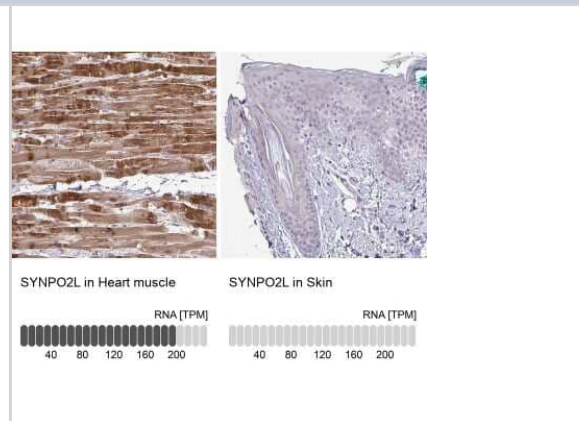 SYNPO2L in Heart muscle
SYNPO2L in Skin
RNA [TPM]
RNA [TPM]
40 80 120 160 200
40 80 120 160 200